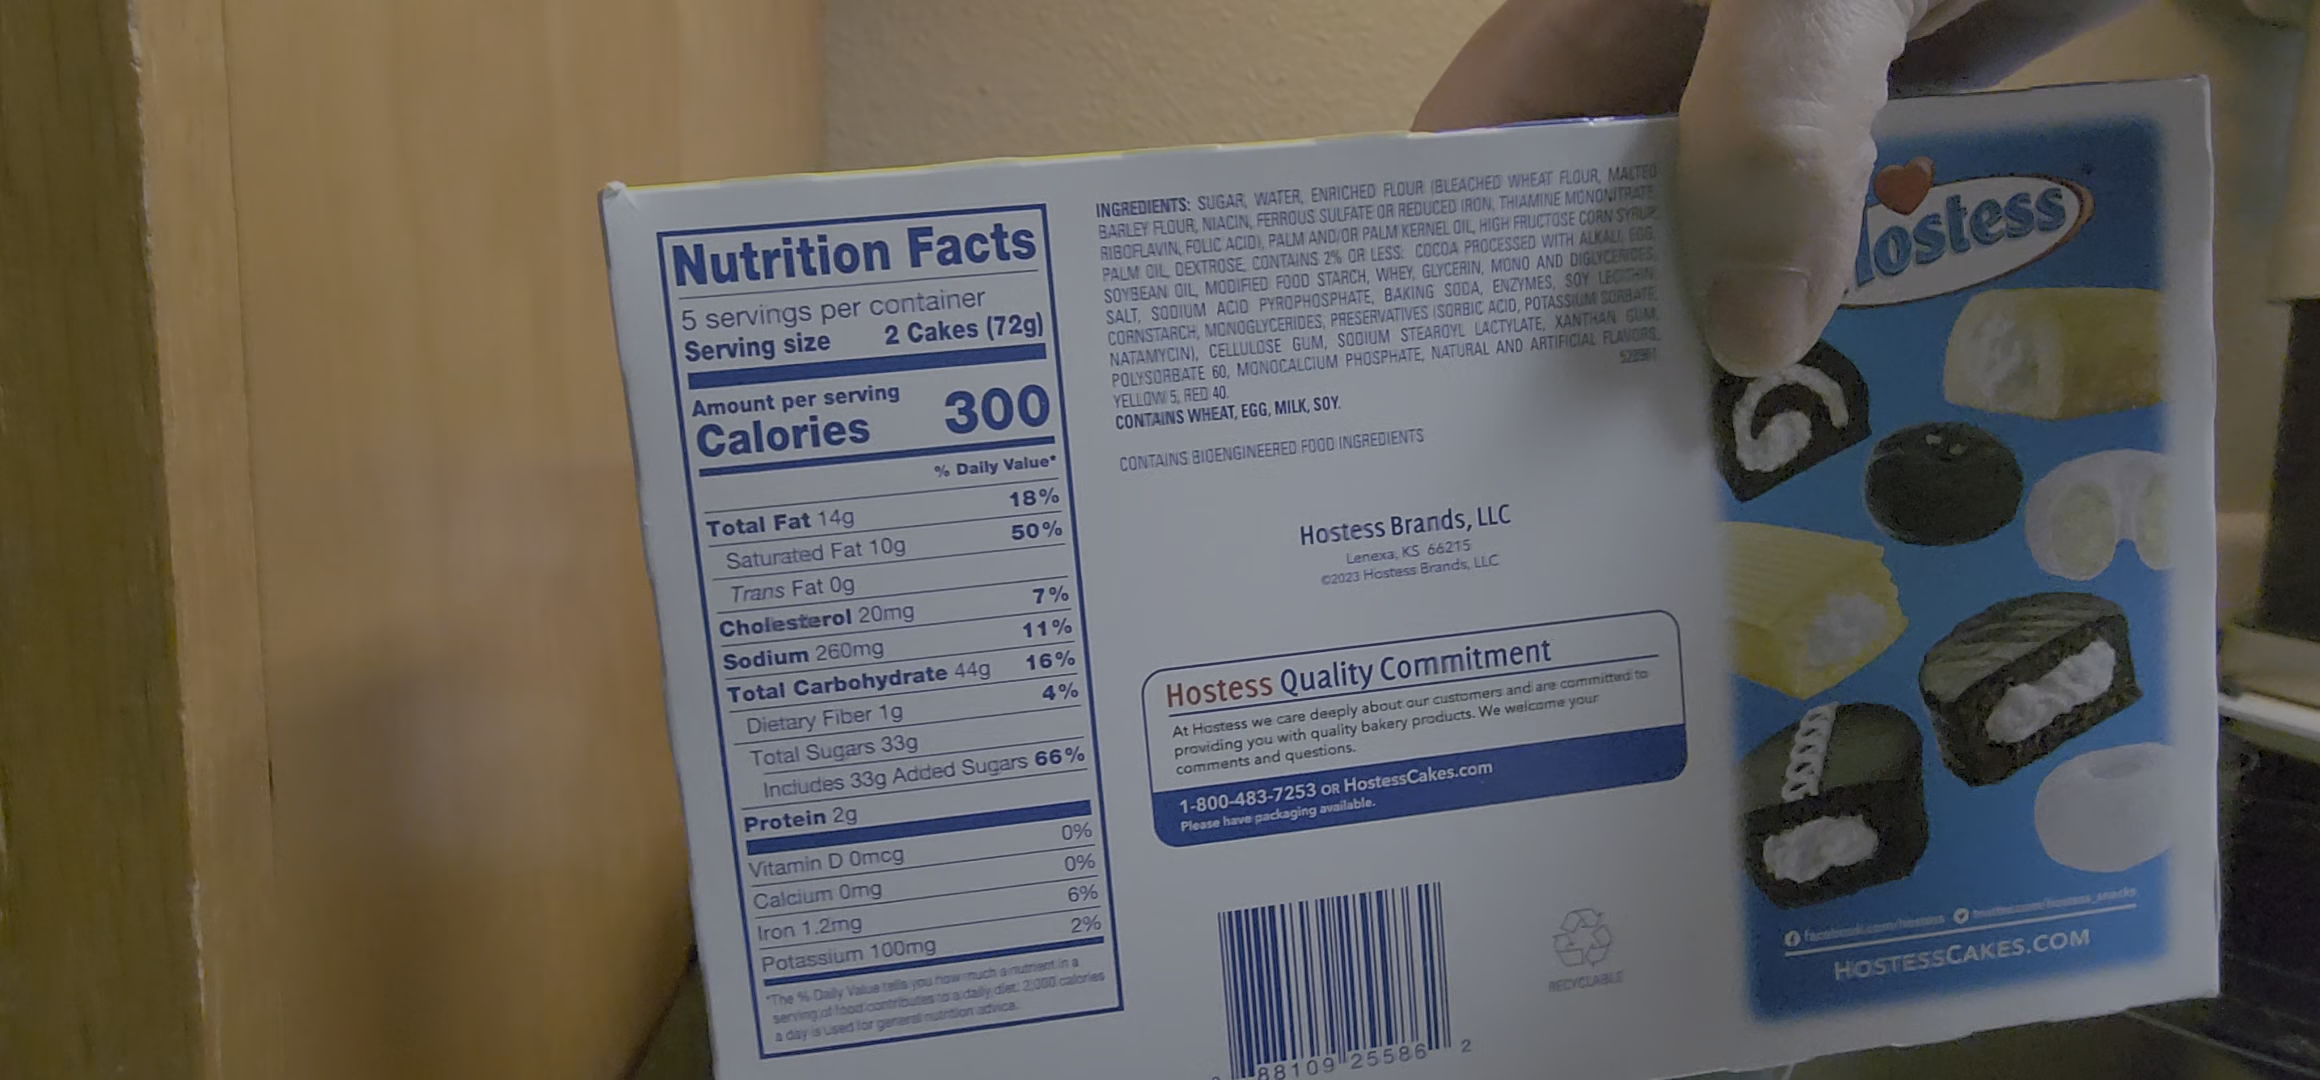 Nutrition Facts
5 servings per container
Serving size 2 Cakes (72g)
Amount per serving
Calories 300
% Daily Value*
Total Fat 14g 18%
Saturated Fat 10g 50%
Trans Fat 0g
Cholesterol 20mg 7%
Sodium 260mg 11%
Total Carbohydrate 44g 16%
Dietary Fiber 1g 4%
Total Sugars 33g
Includes 33g Added Sugars 66%
Protein 2g
Vitamin D 0mcg 0%
Calcium 0mg 0%
Iron 1.2mg 6%
Potassium 100mg 2%
*The % Daily Value tells you how much a nutrient in a
serving of food contributes to a daily diet. 2,000 calories
a day is used for general nutrition advice.
INGREDIENTS: SUGAR, WATER, ENRICHED FLOUR (BLEACHED WHEAT FLOUR, MALTED
BARLEY FLOUR, NIACIN, FERROUS SULFATE OR REDUCED IRON, THIAMINE MONONITRATE,
RIBOFLAVIN, FOLIC ACID), PALM AND/OR PALM KERNEL OIL, HIGH FRUCTOSE CORN SYRUP,
PALM OIL, DEXTROSE, CONTAINS 2% OR LESS: COCOA PROCESSED WITH ALKALI, EGG,
SOYBEAN OIL, MODIFIED FOOD STARCH, WHEY, GLYCERIN, MONO AND DIGLYCERIDES,
SALT, SODIUM ACID PYROPHOSPHATE, BAKING SODA, ENZYMES, SOY LECITHIN,
CORNSTARCH, MONOGLYCERIDES, PRESERVATIVES (SORBIC ACID, POTASSIUM SORBATE,
NATAMYCIN), CELLULOSE GUM, SODIUM STEAROYL LACTYLATE, XANTHAN GUM,
POLYSORBATE 60, MONOCALCIUM PHOSPHATE, NATURAL AND ARTIFICIAL FLAVORS,
YELLOW 5, RED 40.
CONTAINS WHEAT, EGG, MILK, SOY.
CONTAINS BIOENGINEERED FOOD INGREDIENTS
Hostess Brands, LLC
Lenexa, KS 66215
©2023 Hostess Brands, LLC
Hostess Quality Commitment
At Hostess we care deeply about our customers and are committed to
providing you with quality bakery products. We welcome your
comments and questions.
1-800-483-7253 OR HostessCakes.com
Please have packaging available.
88109 25586 2
RECYCLABLE
ostess
facebook.com/hostess twitter.com/hostess_snacks
HOSTESSCAKES.COM